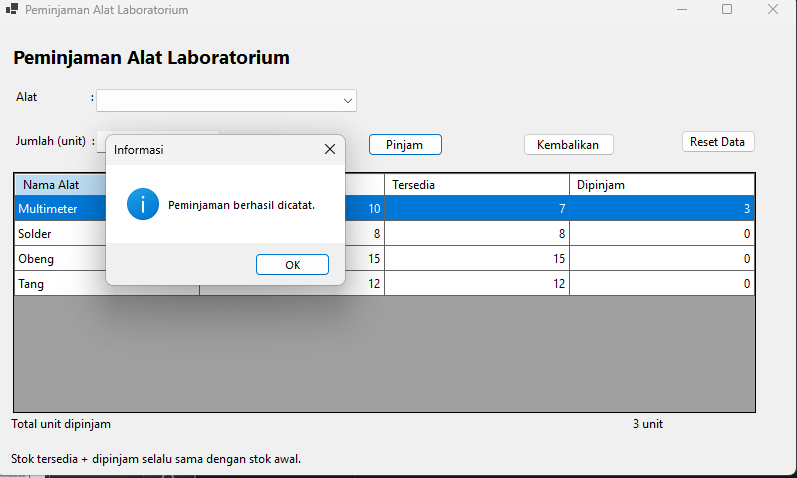 Peminjaman Alat Laboratorium
Peminjaman Alat Laboratorium
Alat :
Jumlah (unit) : Pinjam Kembalikan Reset Data
Informasi
Peminjaman berhasil dicatat.
OK
Nama Alat Tersedia Dipinjam
Multimeter 10 7 3
Solder 8 8 0
Obeng 15 15 0
Tang 12 12 0
Total unit dipinjam 3 unit
Stok tersedia + dipinjam selalu sama dengan stok awal.